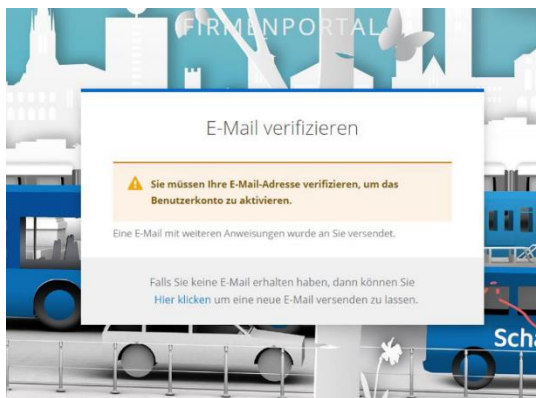 FIRMENPORTAL
E-Mail verifizieren
Sie müssen Ihre E-Mail-Adresse verifizieren, um das
Benutzerkonto zu aktivieren.
Eine E-Mail mit weiteren Anweisungen wurde an Sie versendet.
Falls Sie keine E-Mail erhalten haben, dann können Sie
Hier klicken um eine neue E-Mail versenden zu lassen.